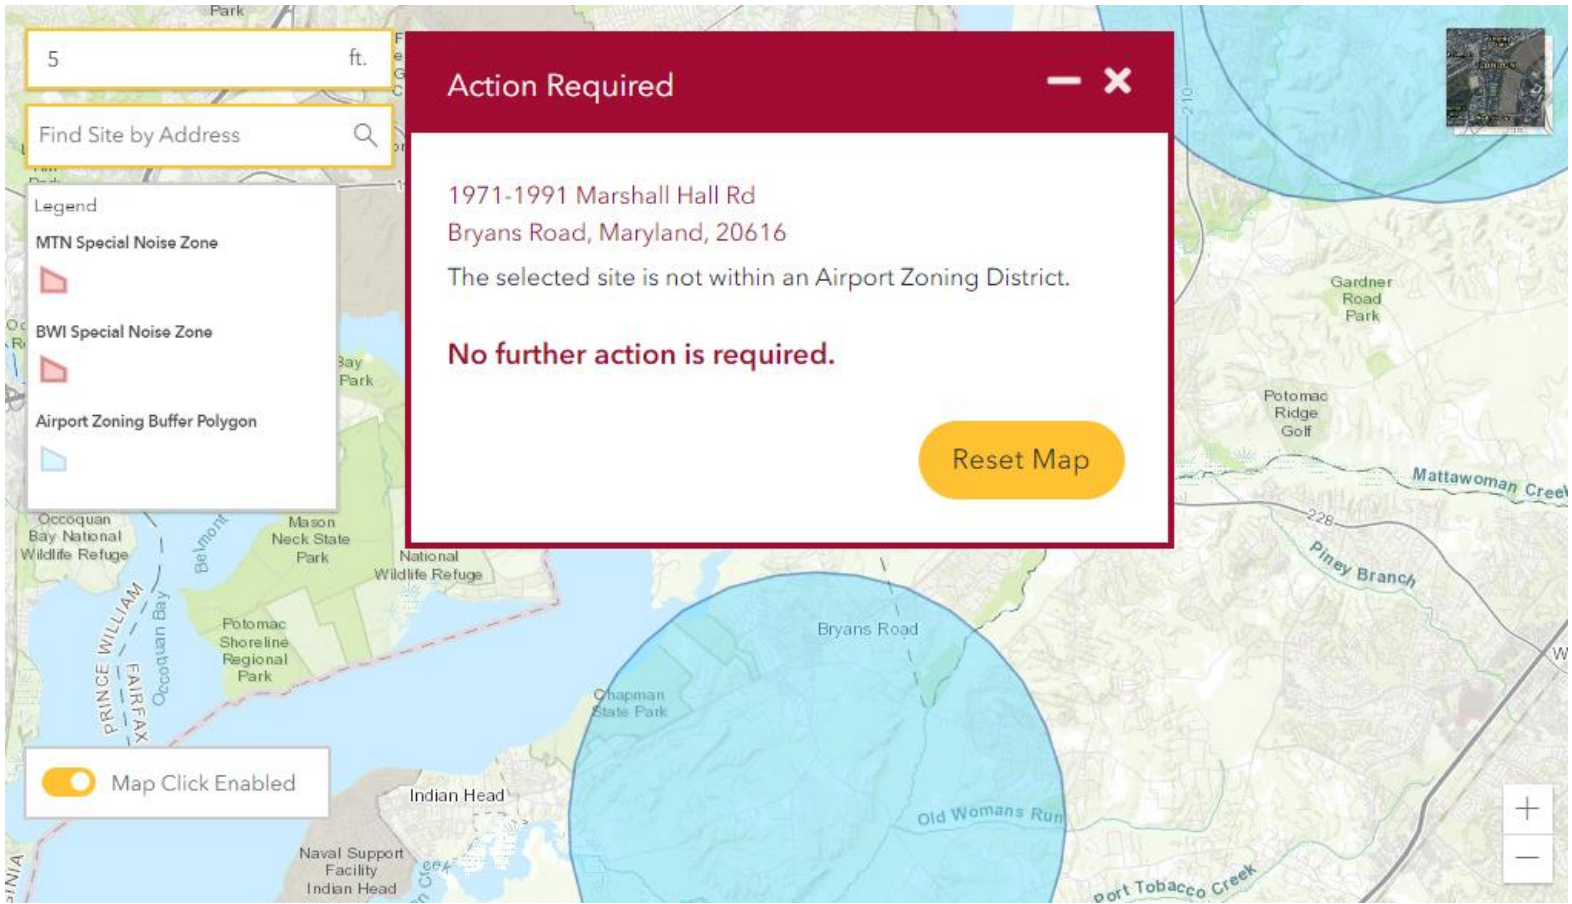 Park
5 ft.
Find Site by Address
Legend
MTN Special Noise Zone
BWI Special Noise Zone
Airport Zoning Buffer Polygon
Action Required
1971-1991 Marshall Hall Rd
Bryans Road, Maryland, 20616
The selected site is not within an Airport Zoning District.
No further action is required.
Reset Map
210
Gardner
Road
Park
Potomac
Ridge
Golf
Mattawoman Creek
228
Piney Branch
Bay
Park
Occoquan
Bay National
Wildlife Refuge
Belmont
Mason
Neck State
Park
National
Wildlife Refuge
PRINCE WILLIAM
FAIRFAX
Occoquan Bay
Potomac
Shoreline
Regional
Park
Bryans Road
Chapman
State Park
Map Click Enabled
Indian Head
Old Womans Run
Naval Support
Facility
Indian Head
Creek
Port Tobacco Creek
W
GINIA